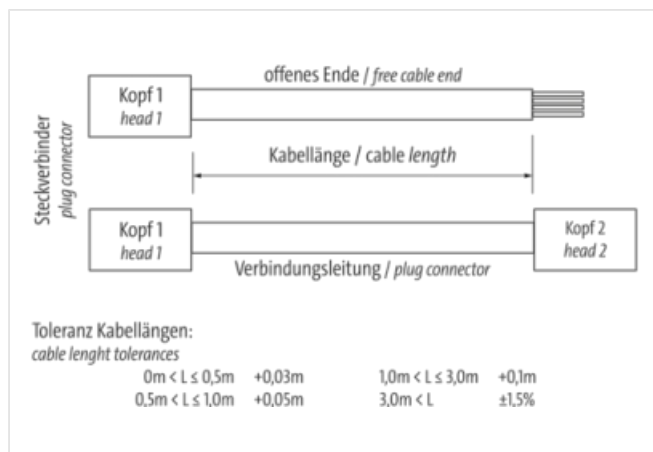 offenes Ende / free cable end
Kopf 1
head 1
Steckverbinder
plug connector
Kabellänge / cable length
Kopf 1
head 1
Kopf 2
head 2
Verbindungsleitung / plug connector
Toleranz Kabellängen:
cable lenght tolerances
0m < L ≤ 0,5m +0,03m 1,0m < L ≤ 3,0m +0,1m
0,5m < L ≤ 1,0m +0,05m 3,0m < L ±1,5%